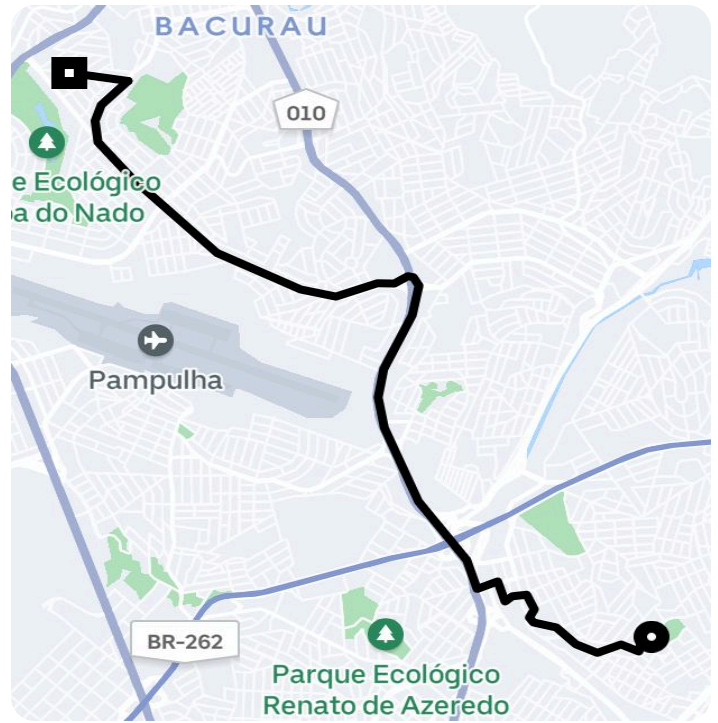 BACURAU
010
e Ecológico
a do Nado
Pampulha
BR-262
Parque Ecológico
Renato de Azeredo